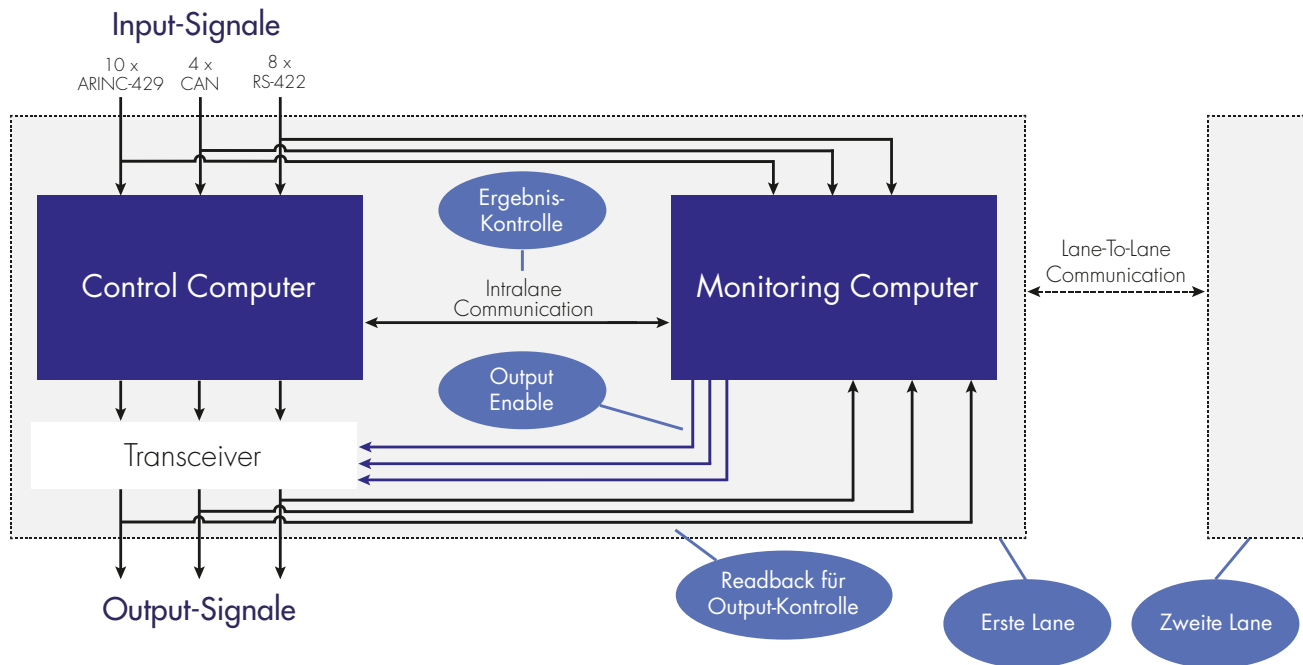 Input-Signale
10 x
ARINC-429
4 x
CAN
8 x
RS-422
Ergebnis-
Kontrolle
Control Computer
Intralane
Communication
Monitoring Computer
Lane-To-Lane
Communication
Output
Enable
Transceiver
Readback für
Output-Kontrolle
Output-Signale
Erste Lane
Zweite Lane